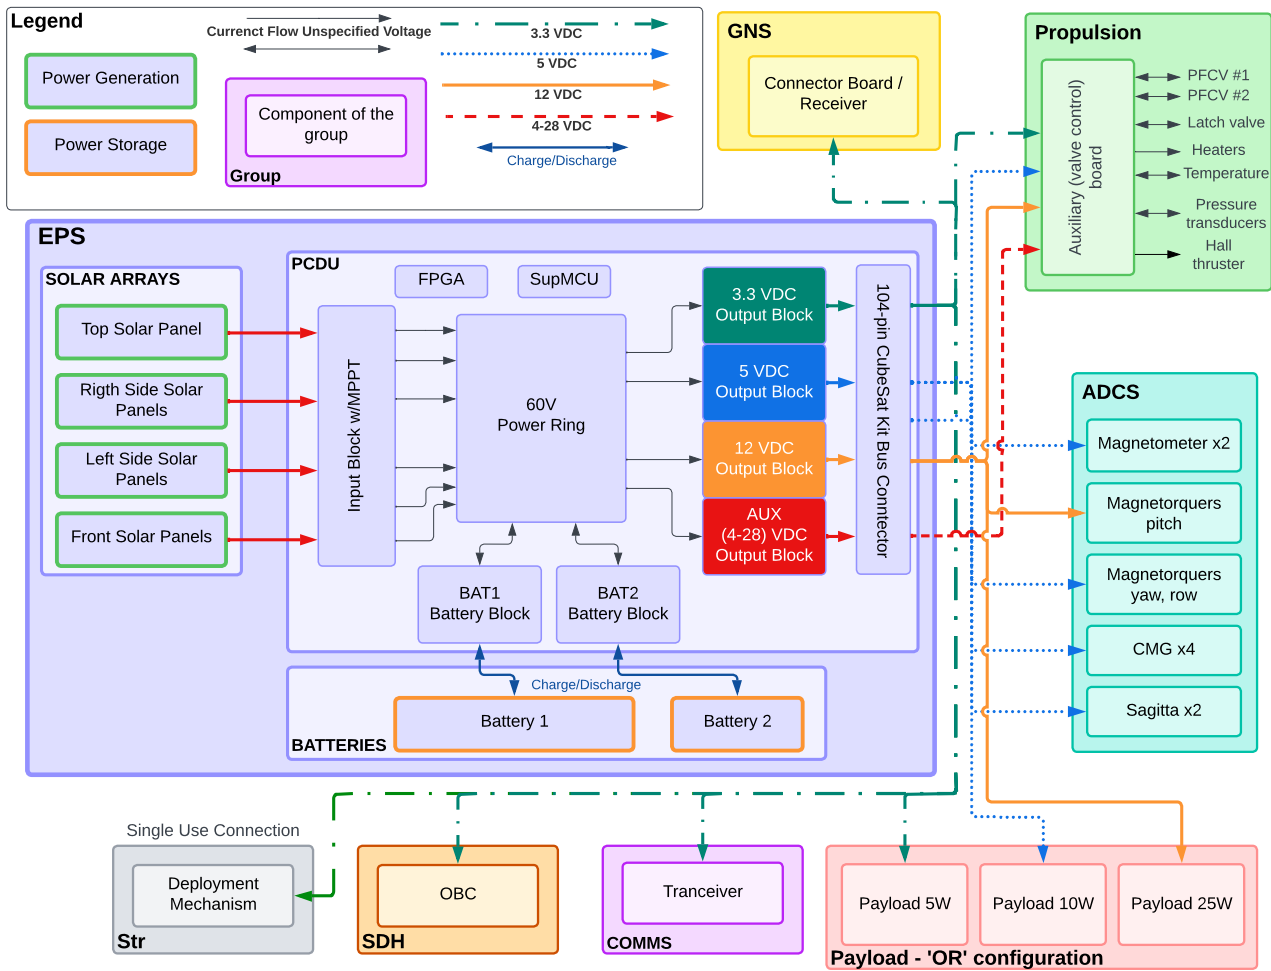 Legend
Currenct Flow Unspecified Voltage
Power Generation
Power Storage
Component of the
group
Group
3.3 VDC
5 VDC
12 VDC
4-28 VDC
Charge/Discharge
GNS
Connector Board /
Receiver
Propulsion
Auxiliary (valve control)
board
PFCV #1
PFCV #2
Latch valve
Heaters
Temperature
Pressure
transducers
Hall
thruster
EPS
SOLAR ARRAYS
Top Solar Panel
Rigth Side Solar
Panels
Left Side Solar
Panels
Front Solar Panels
PCDU
FPGA
SupMCU
Input Block w/MPPT
60V
Power Ring
3.3 VDC
Output Block
5 VDC
Output Block
12 VDC
Output Block
AUX
(4-28) VDC
Output Block
104-pin CubeSat Kit Bus Conntector
BAT1
Battery Block
BAT2
Battery Block
Charge/Discharge
Battery 1
Battery 2
BATTERIES
ADCS
Magnetometer x2
Magnetorquers
pitch
Magnetorquers
yaw, row
CMG x4
Sagitta x2
Single Use Connection
Deployment
Mechanism
Str
OBC
SDH
Tranceiver
COMMS
Payload 5W
Payload 10W
Payload 25W
Payload - 'OR' configuration